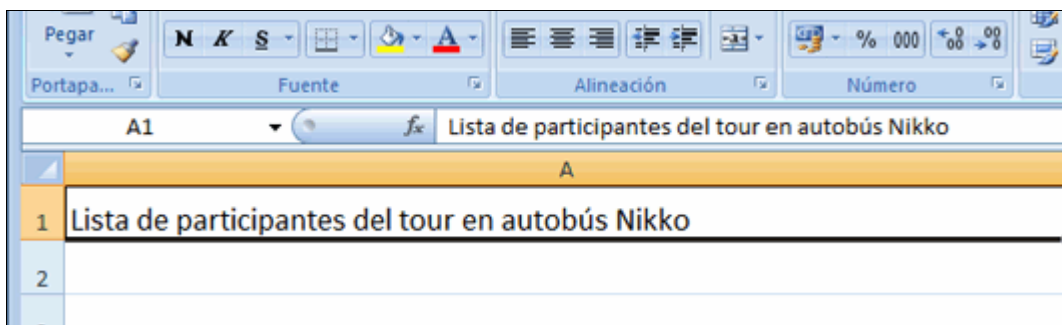 Pegar
N K S A % 000
Portapa... Fuente Alineación Número
A1 fx Lista de participantes del tour en autobús Nikko
A
1 Lista de participantes del tour en autobús Nikko
2